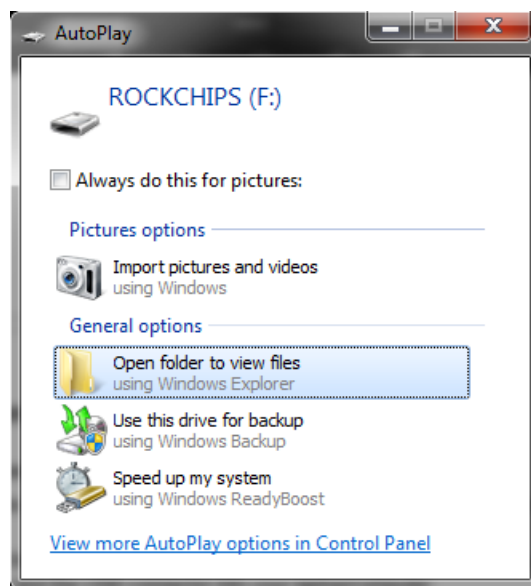 AutoPlay
ROCKCHIPS (F:)
Always do this for pictures:
Pictures options
Import pictures and videos
using Windows
General options
Open folder to view files
using Windows Explorer
Use this drive for backup
using Windows Backup
Speed up my system
using Windows ReadyBoost
View more AutoPlay options in Control Panel